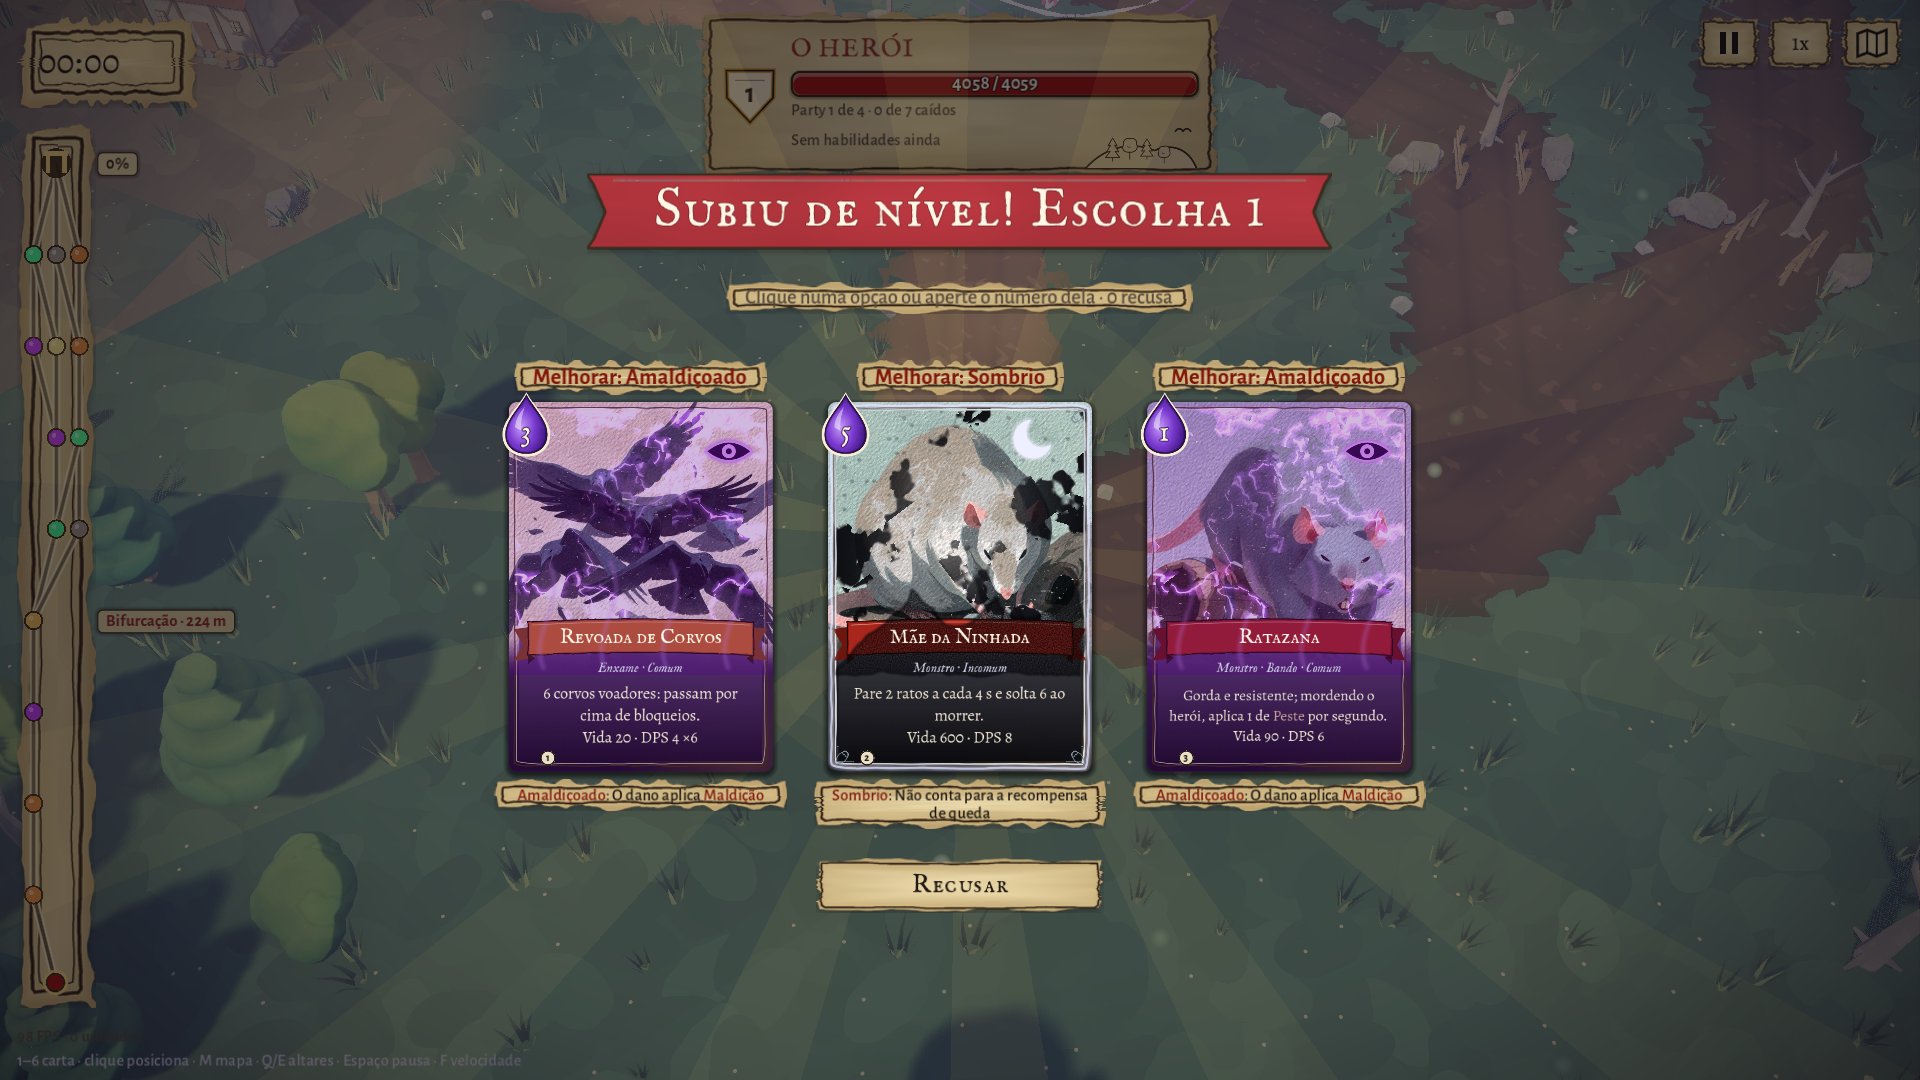 00:00
O Herói
1
4058 / 4059
Party 1 de 4 · 0 de 7 caídos
Sem habilidades ainda
1x
0%
Subiu de nível! Escolha 1
Clique numa opção ou aperte o número dela · 0 recusa
Melhorar: Amaldiçoado
Melhorar: Sombrio
Melhorar: Amaldiçoado
3
5
1
Revoada de Corvos
Enxame · Comum
6 corvos voadores: passam por
cima de bloqueios.
Vida 20 · DPS 4 ×6
1
Mãe da Ninhada
Monstro · Incomum
Pare 2 ratos a cada 4 s e solta 6 ao
morrer.
Vida 600 · DPS 8
2
Ratazana
Monstro · Bando · Comum
Gorda e resistente; mordendo o
herói, aplica 1 de Peste por segundo.
Vida 90 · DPS 6
3
Bifurcação · 224 m
Amaldiçoado: O dano aplica Maldição
Sombrio: Não conta para a recompensa
de queda
Amaldiçoado: O dano aplica Maldição
Recusar
98 FPS
1–6 carta · clique posiciona · M mapa · Q/E altares · Espaço pausa · F velocidade